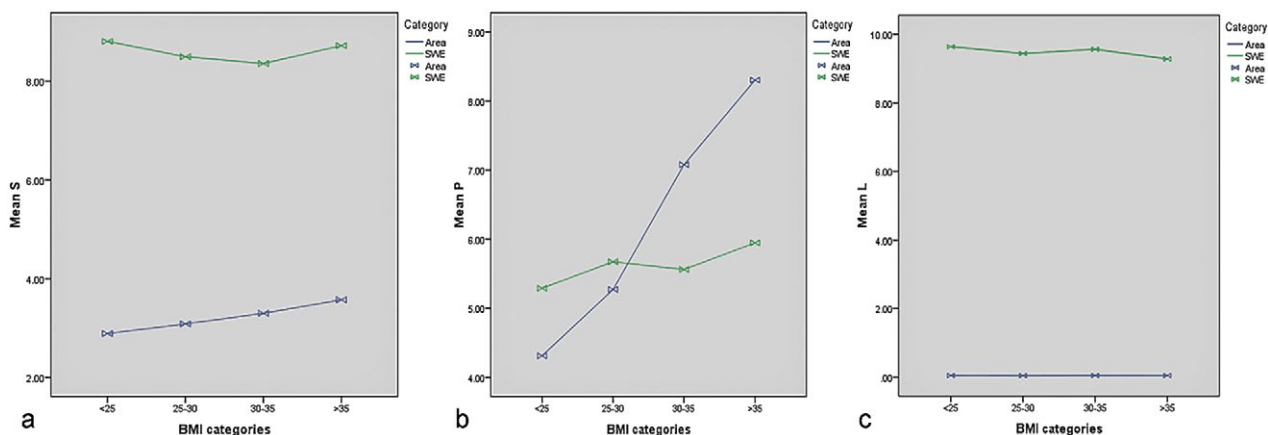 Category
Area
SWE
Area
SWE
8.00
6.00
4.00
2.00
Mean S
<25
25-30
30-35
>35
BMI categories
a
Category
Area
SWE
Area
SWE
9.00
8.00
7.00
6.00
5.00
4.00
Mean P
<25
25-30
30-35
>35
BMI categories
b
Category
Area
SWE
Area
SWE
10.00
8.00
6.00
4.00
2.00
.00
Mean L
<25
25-30
30-35
>35
BMI categories
c